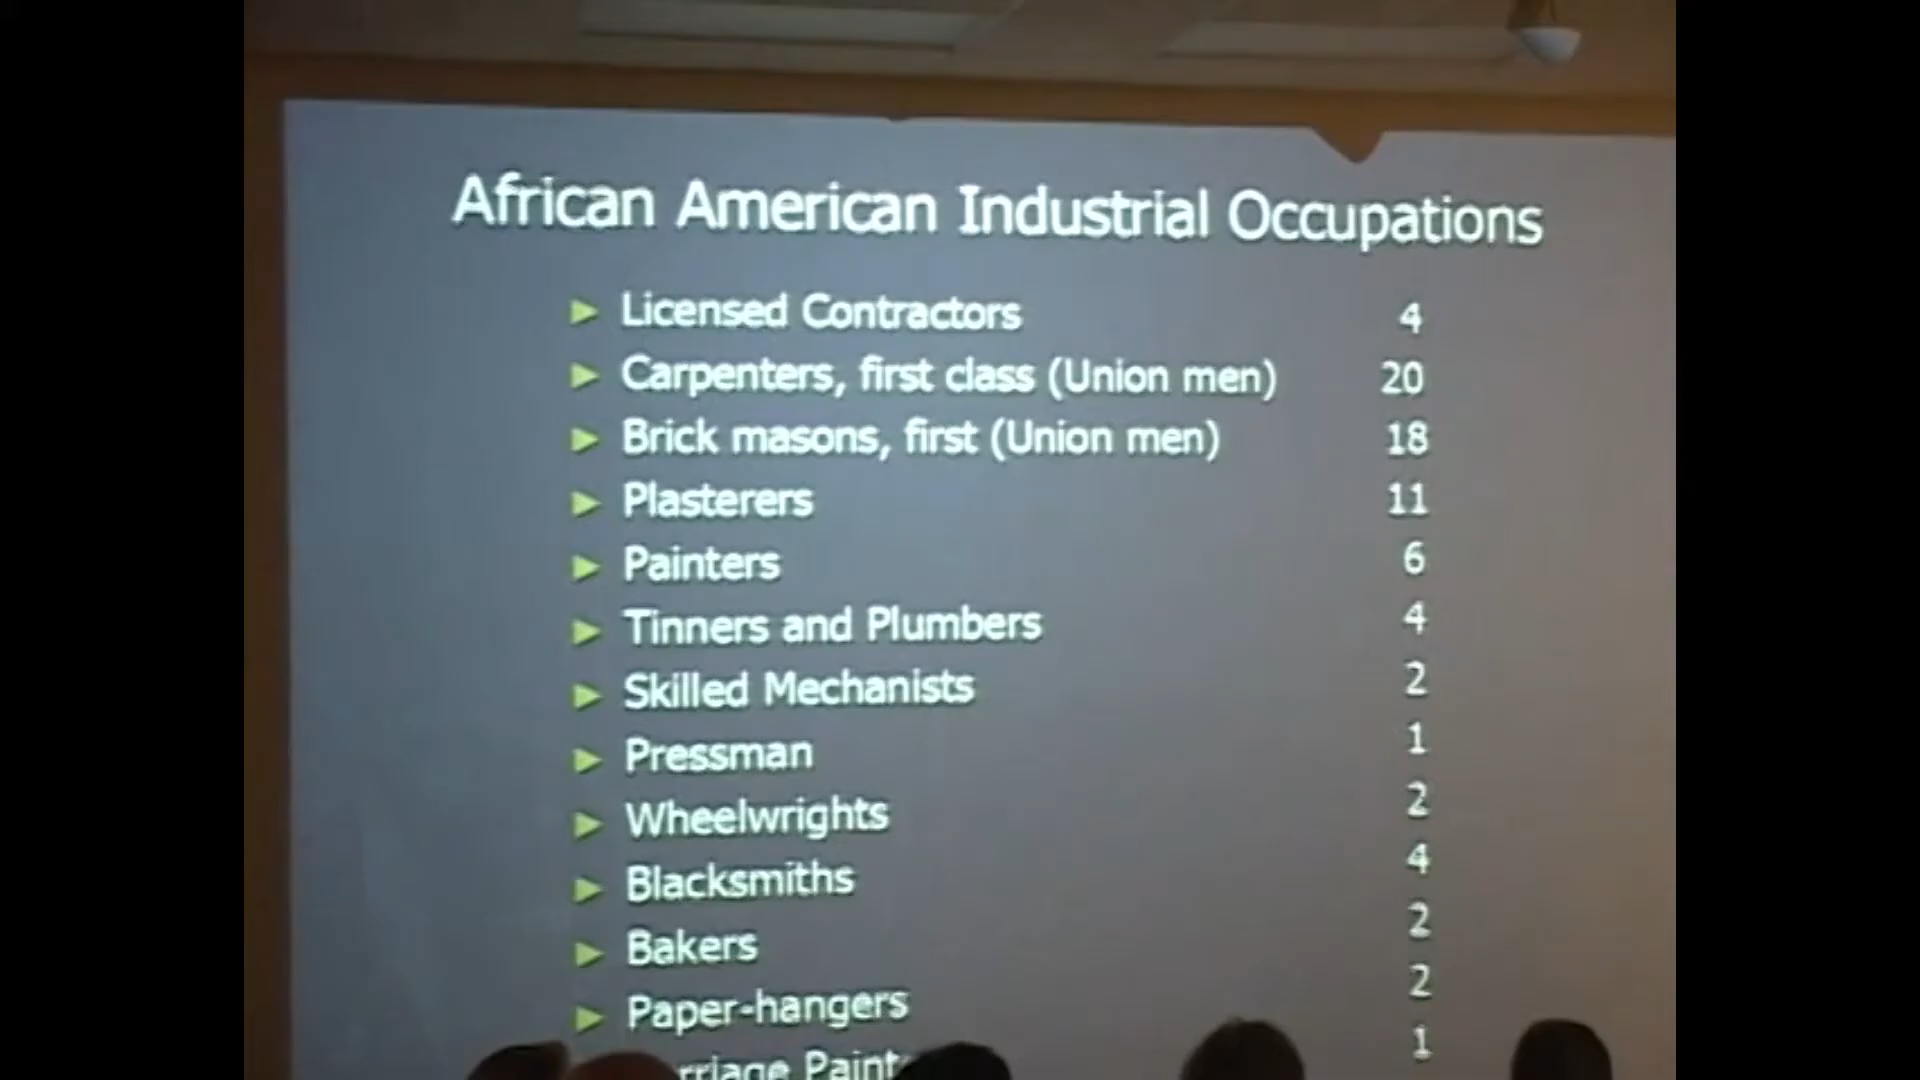 African American Industrial Occupations
► Licensed Contractors 4
► Carpenters, first class (Union men) 20
► Brick masons, first (Union men) 18
► Plasterers 11
► Painters 6
► Tinners and Plumbers 4
► Skilled Mechanists 2
► Pressman 1
► Wheelwrights 2
► Blacksmiths 4
► Bakers 2
► Paper-hangers 2
1